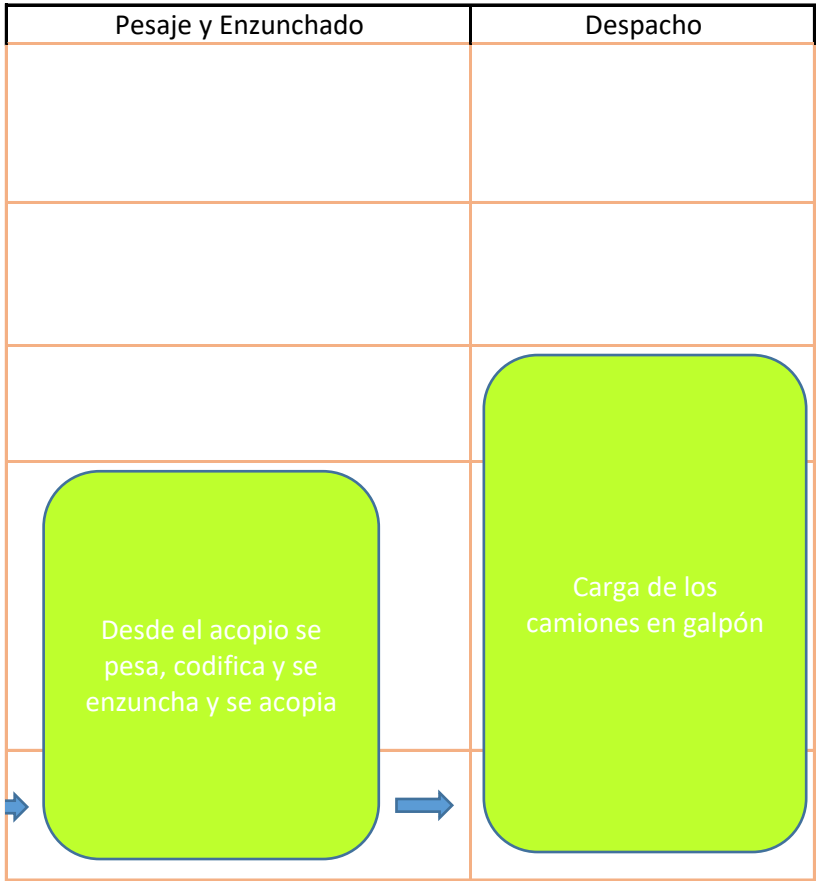 Pesaje y Enzunchado
Despacho
Desde el acopio se
pesa, codifica y se
enzuncha y se acopia
Carga de los
camiones en galpón